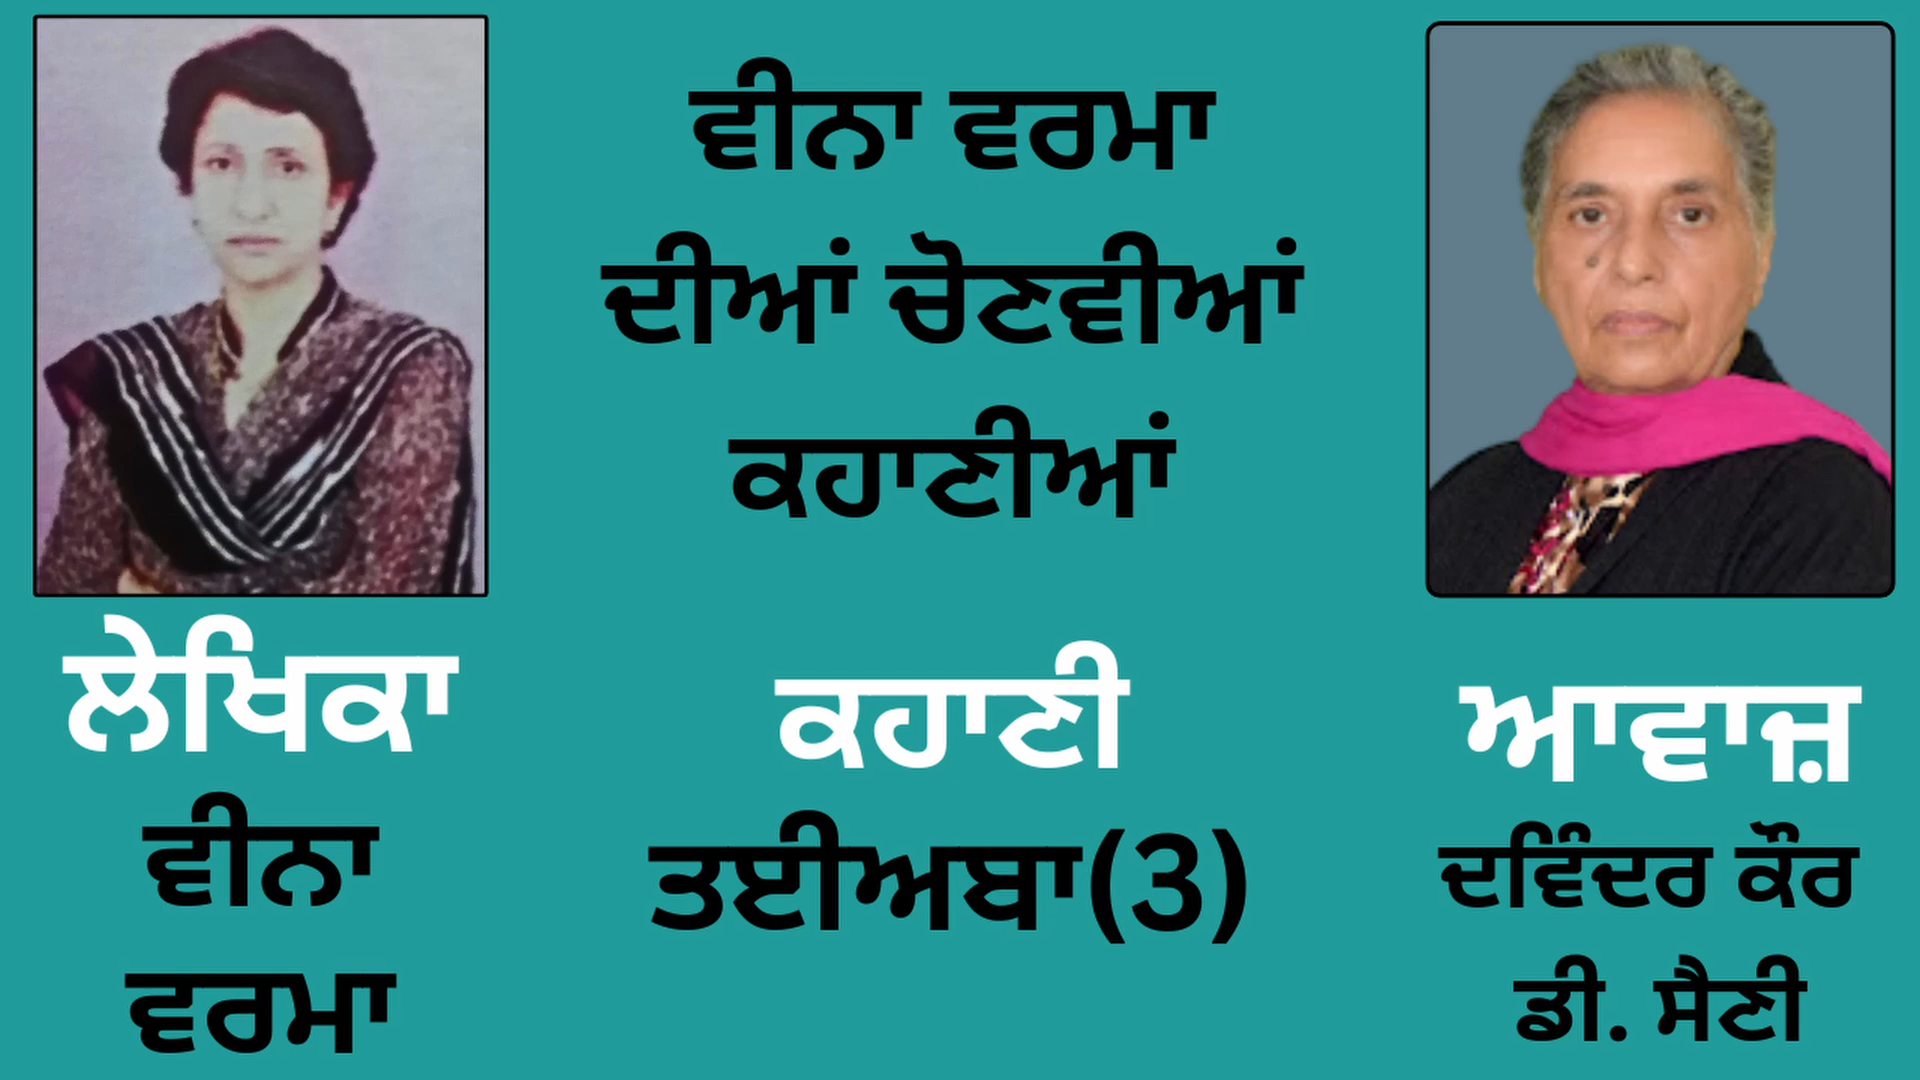 ਵੀਨਾ ਵਰਮਾ
ਦੀਆਂ ਚੋਣਵੀਆਂ
ਕਹਾਣੀਆਂ
ਲੇਖਿਕਾ
ਵੀਨਾ
ਵਰਮਾ
ਕਹਾਣੀ
ਤਈਅਬਾ(3)
ਆਵਾਜ਼
ਦਵਿੰਦਰ ਕੌਰ
ਡੀ. ਸੈਣੀ